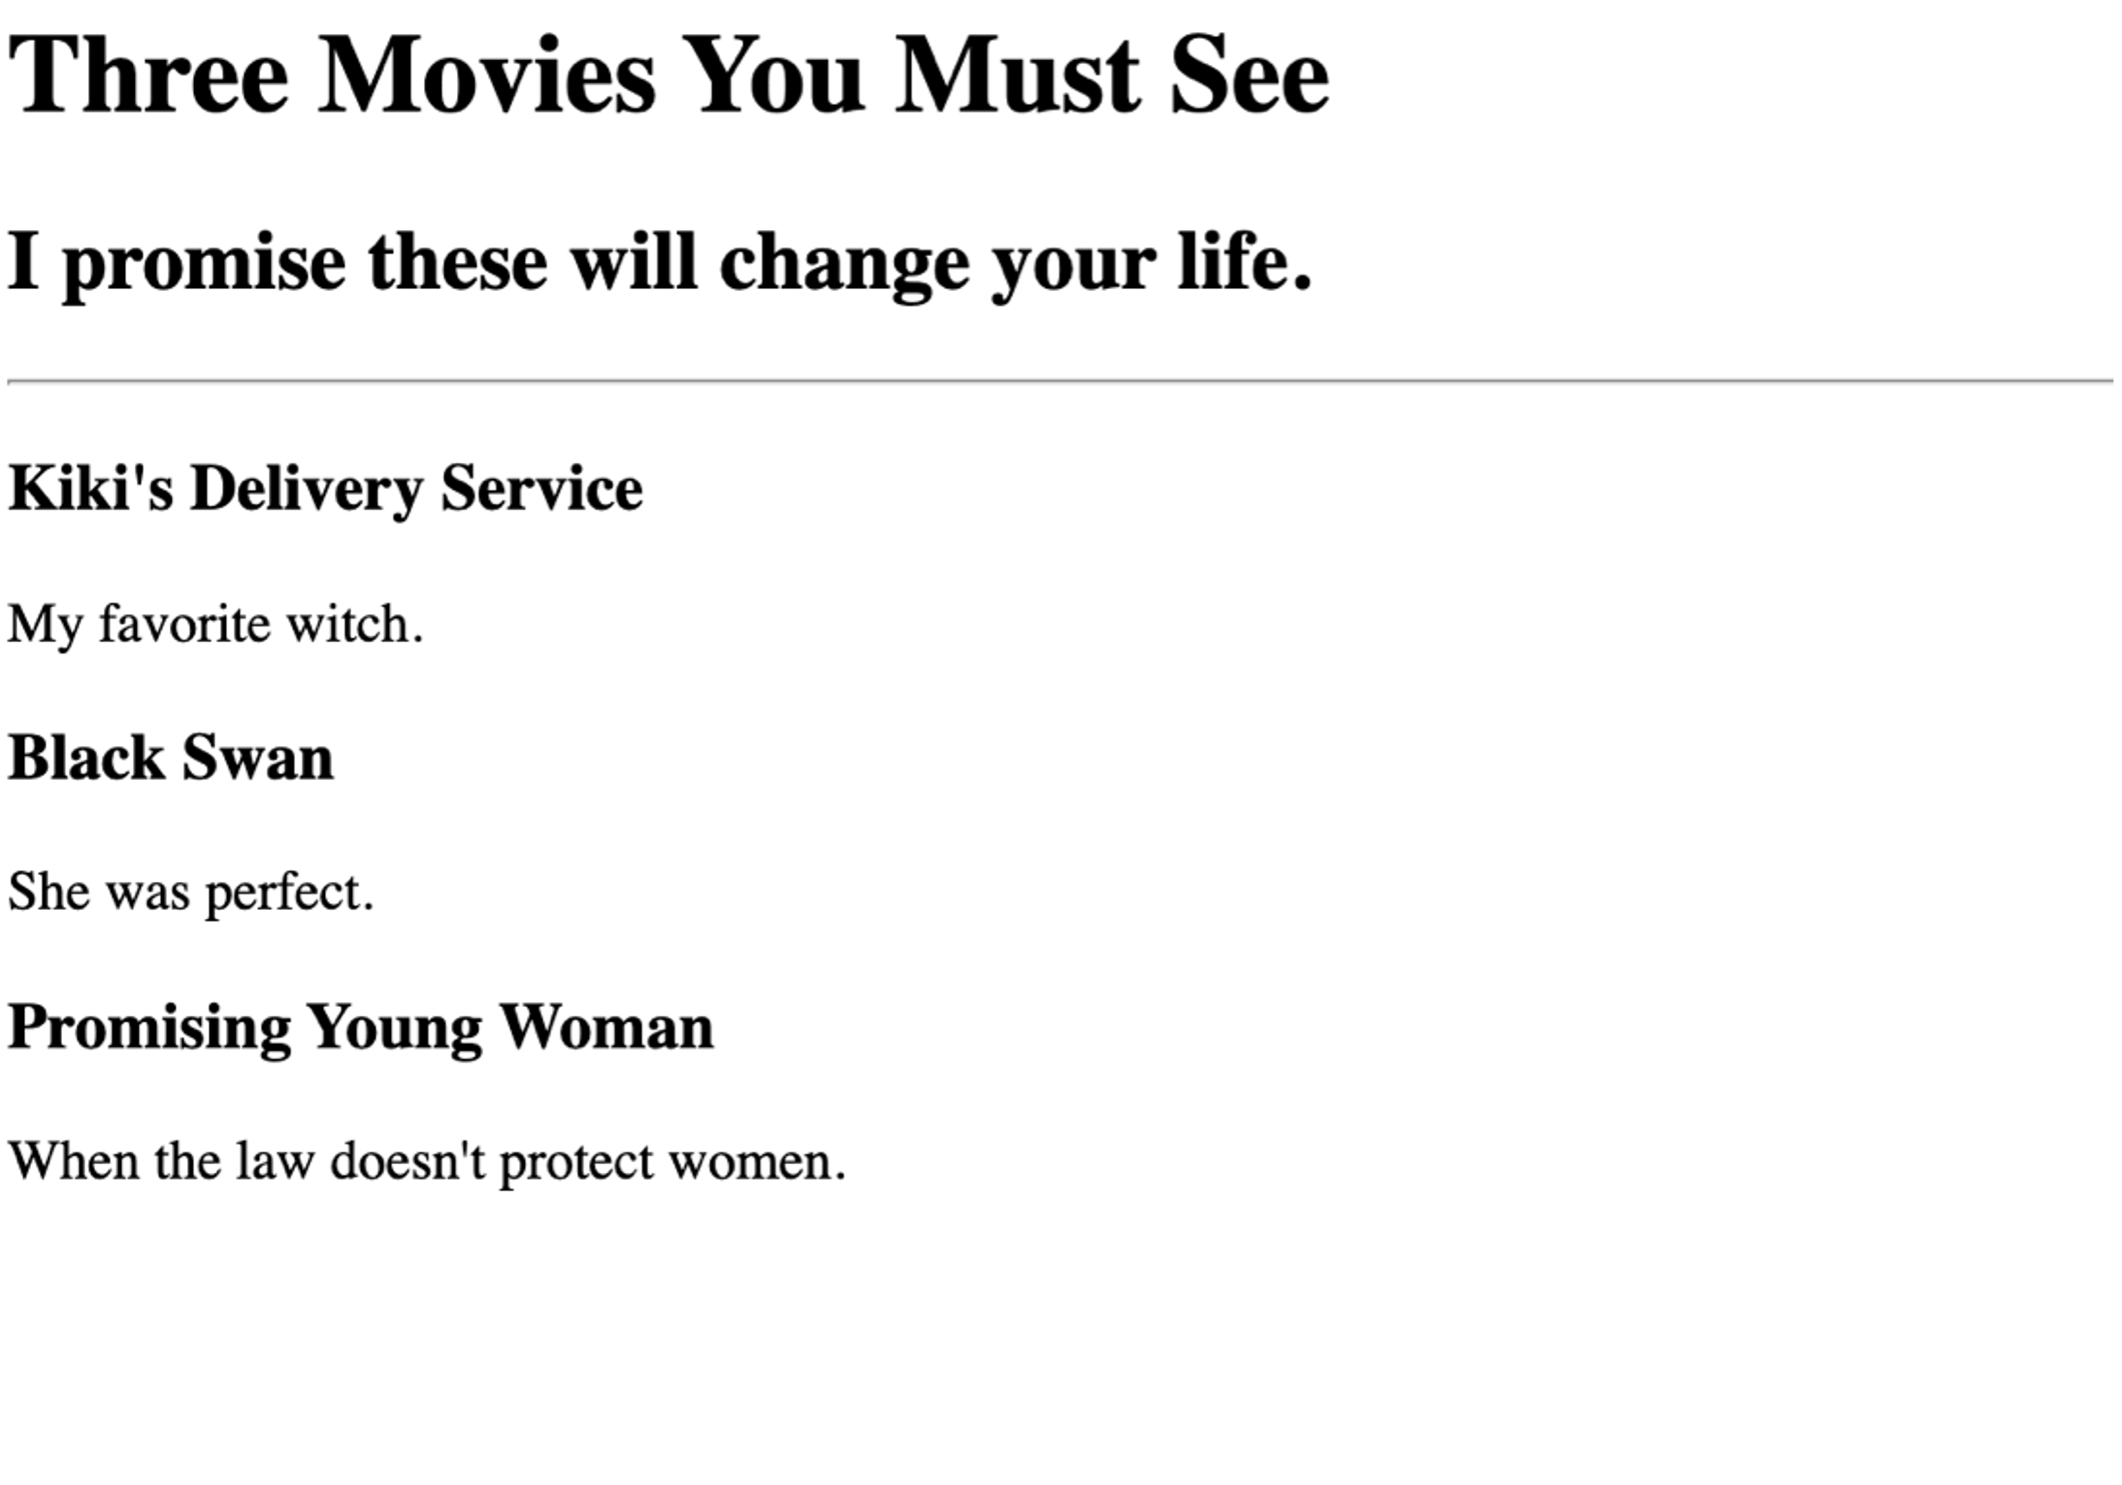 Three Movies You Must See
I promise these will change your life.
Kiki's Delivery Service
My favorite witch.
Black Swan
She was perfect.
Promising Young Woman
When the law doesn't protect women.